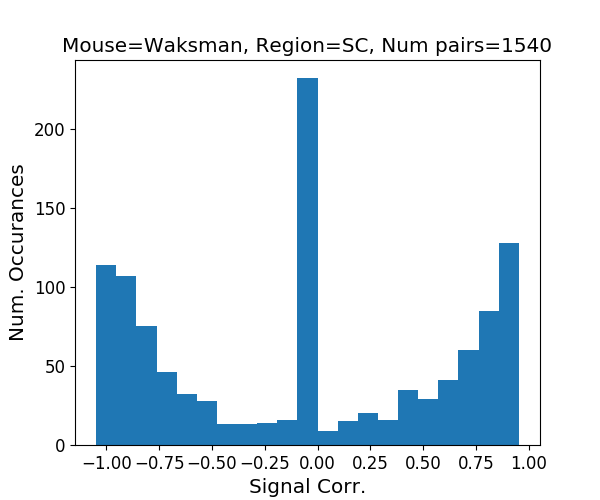 Mouse=Waksman, Region=SC, Num pairs=1540
Num. Occurances
200
150
100
50
0
−1.00 −0.75 −0.50 −0.25 0.00 0.25 0.50 0.75 1.00
Signal Corr.